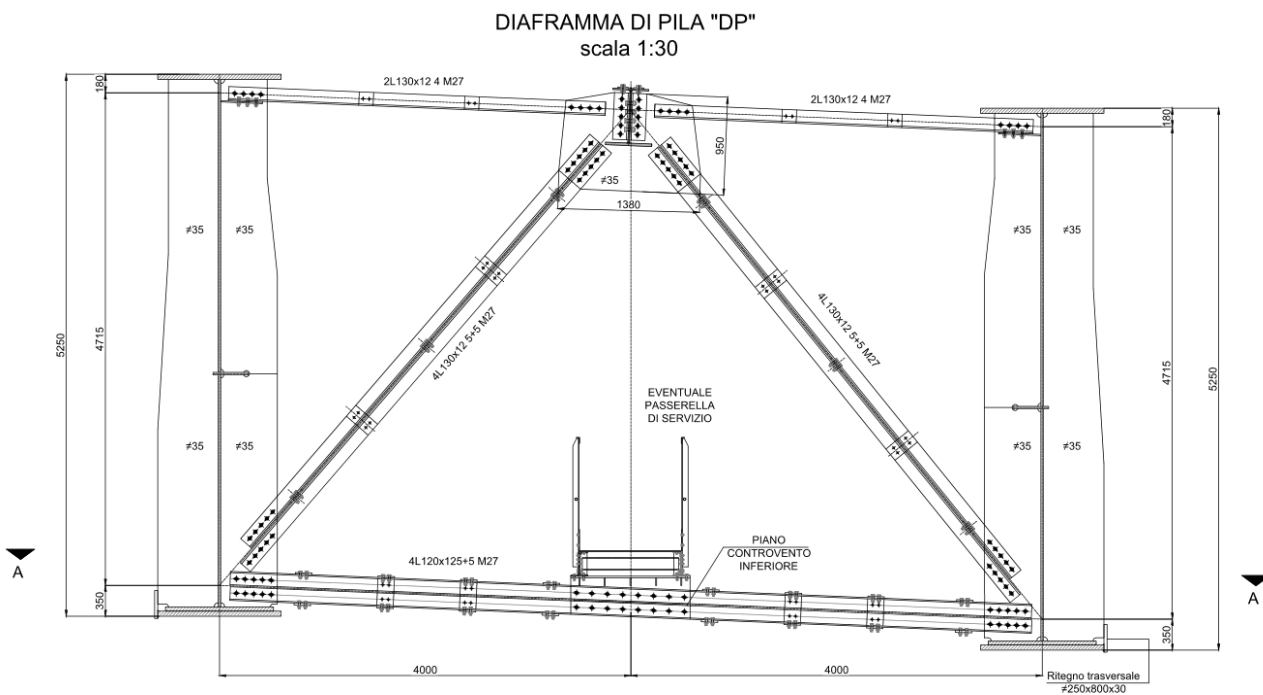 DIAFRAMMA DI PILA "DP"
scala 1:30
180
2L130x12 4 M27
2L130x12 4 M27
180
950
≠35
1380
≠35
≠35
≠35
≠35
5250
4715
4L130x12 5+5 M27
4L130x12 5+5 M27
4715
5250
EVENTUALE
PASSERELLA
DI SERVIZIO
≠35
≠35
≠35
≠35
PIANO
CONTROVENTO
INFERIORE
4L120x125+5 M27
A
A
350
350
4000
4000
Ritegno trasversale
≠250x800x30